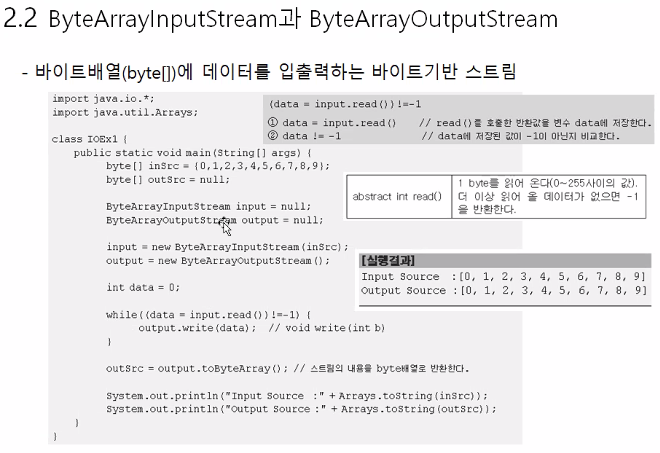 2.2 ByteArrayInputStream과 ByteArrayOutputStream
- 바이트배열(byte[])에 데이터를 입출력하는 바이트기반 스트림
import java.io.*;
import java.util.Arrays;
class IOEx1 {
public static void main(String[] args) {
byte[] inSrc = {0,1,2,3,4,5,6,7,8,9};
byte[] outSrc = null;
ByteArrayInputStream input = null;
ByteArrayOutputStream output = null;
input = new ByteArrayInputStream(inSrc);
output = new ByteArrayOutputStream();
int data = 0;
while((data = input.read())!=-1) {
output.write(data); // void write(int b)
}
outSrc = output.toByteArray(); // 스트림의 내용을 byte배열로 반환한다.
System.out.println("Input Source :" + Arrays.toString(inSrc));
System.out.println("Output Source :" + Arrays.toString(outSrc));
}
}
(data = input.read())!=-1
① data = input.read() // read()를 호출한 반환값을 변수 data에 저장한다.
② data != -1 // data에 저장된 값이 -1이 아닌지 비교한다.
abstract int read()
1 byte를 읽어 온다(0~255사이의 값).
더 이상 읽어 올 데이터가 없으면 -1
을 반환한다.
[실행결과]
Input Source :[0, 1, 2, 3, 4, 5, 6, 7, 8, 9]
Output Source :[0, 1, 2, 3, 4, 5, 6, 7, 8, 9]